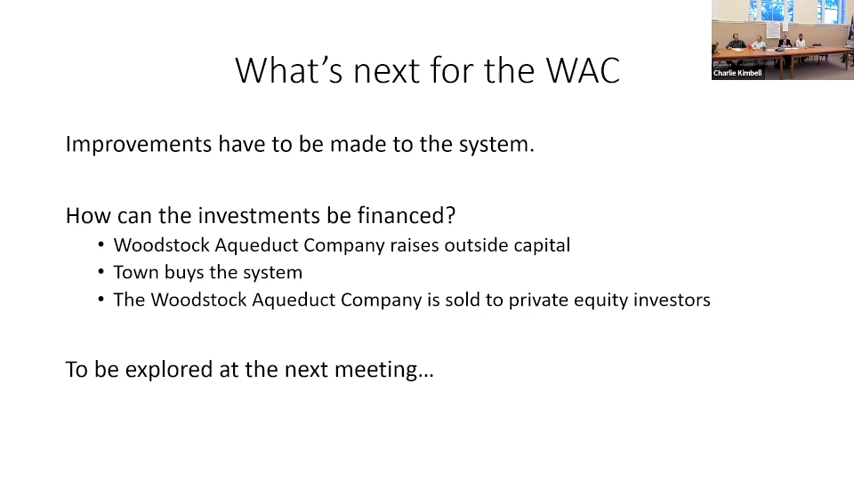 What's next for the WAC
Charlie Kimbell
Improvements have to be made to the system.
How can the investments be financed?
• Woodstock Aqueduct Company raises outside capital
• Town buys the system
• The Woodstock Aqueduct Company is sold to private equity investors
To be explored at the next meeting...